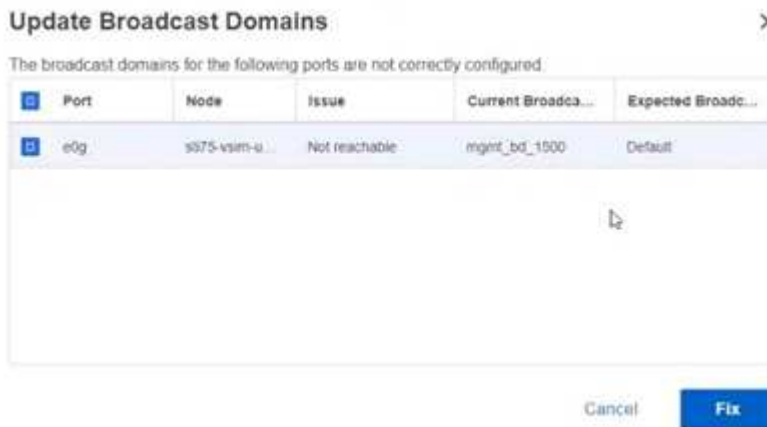 Update Broadcast Domains
The broadcast domains for the following ports are not correctly configured.
Port Node Issue Current Broadca... Expected Broadc...
e0g Not reachable mgmt_bd_1500 Default
Cancel Fix